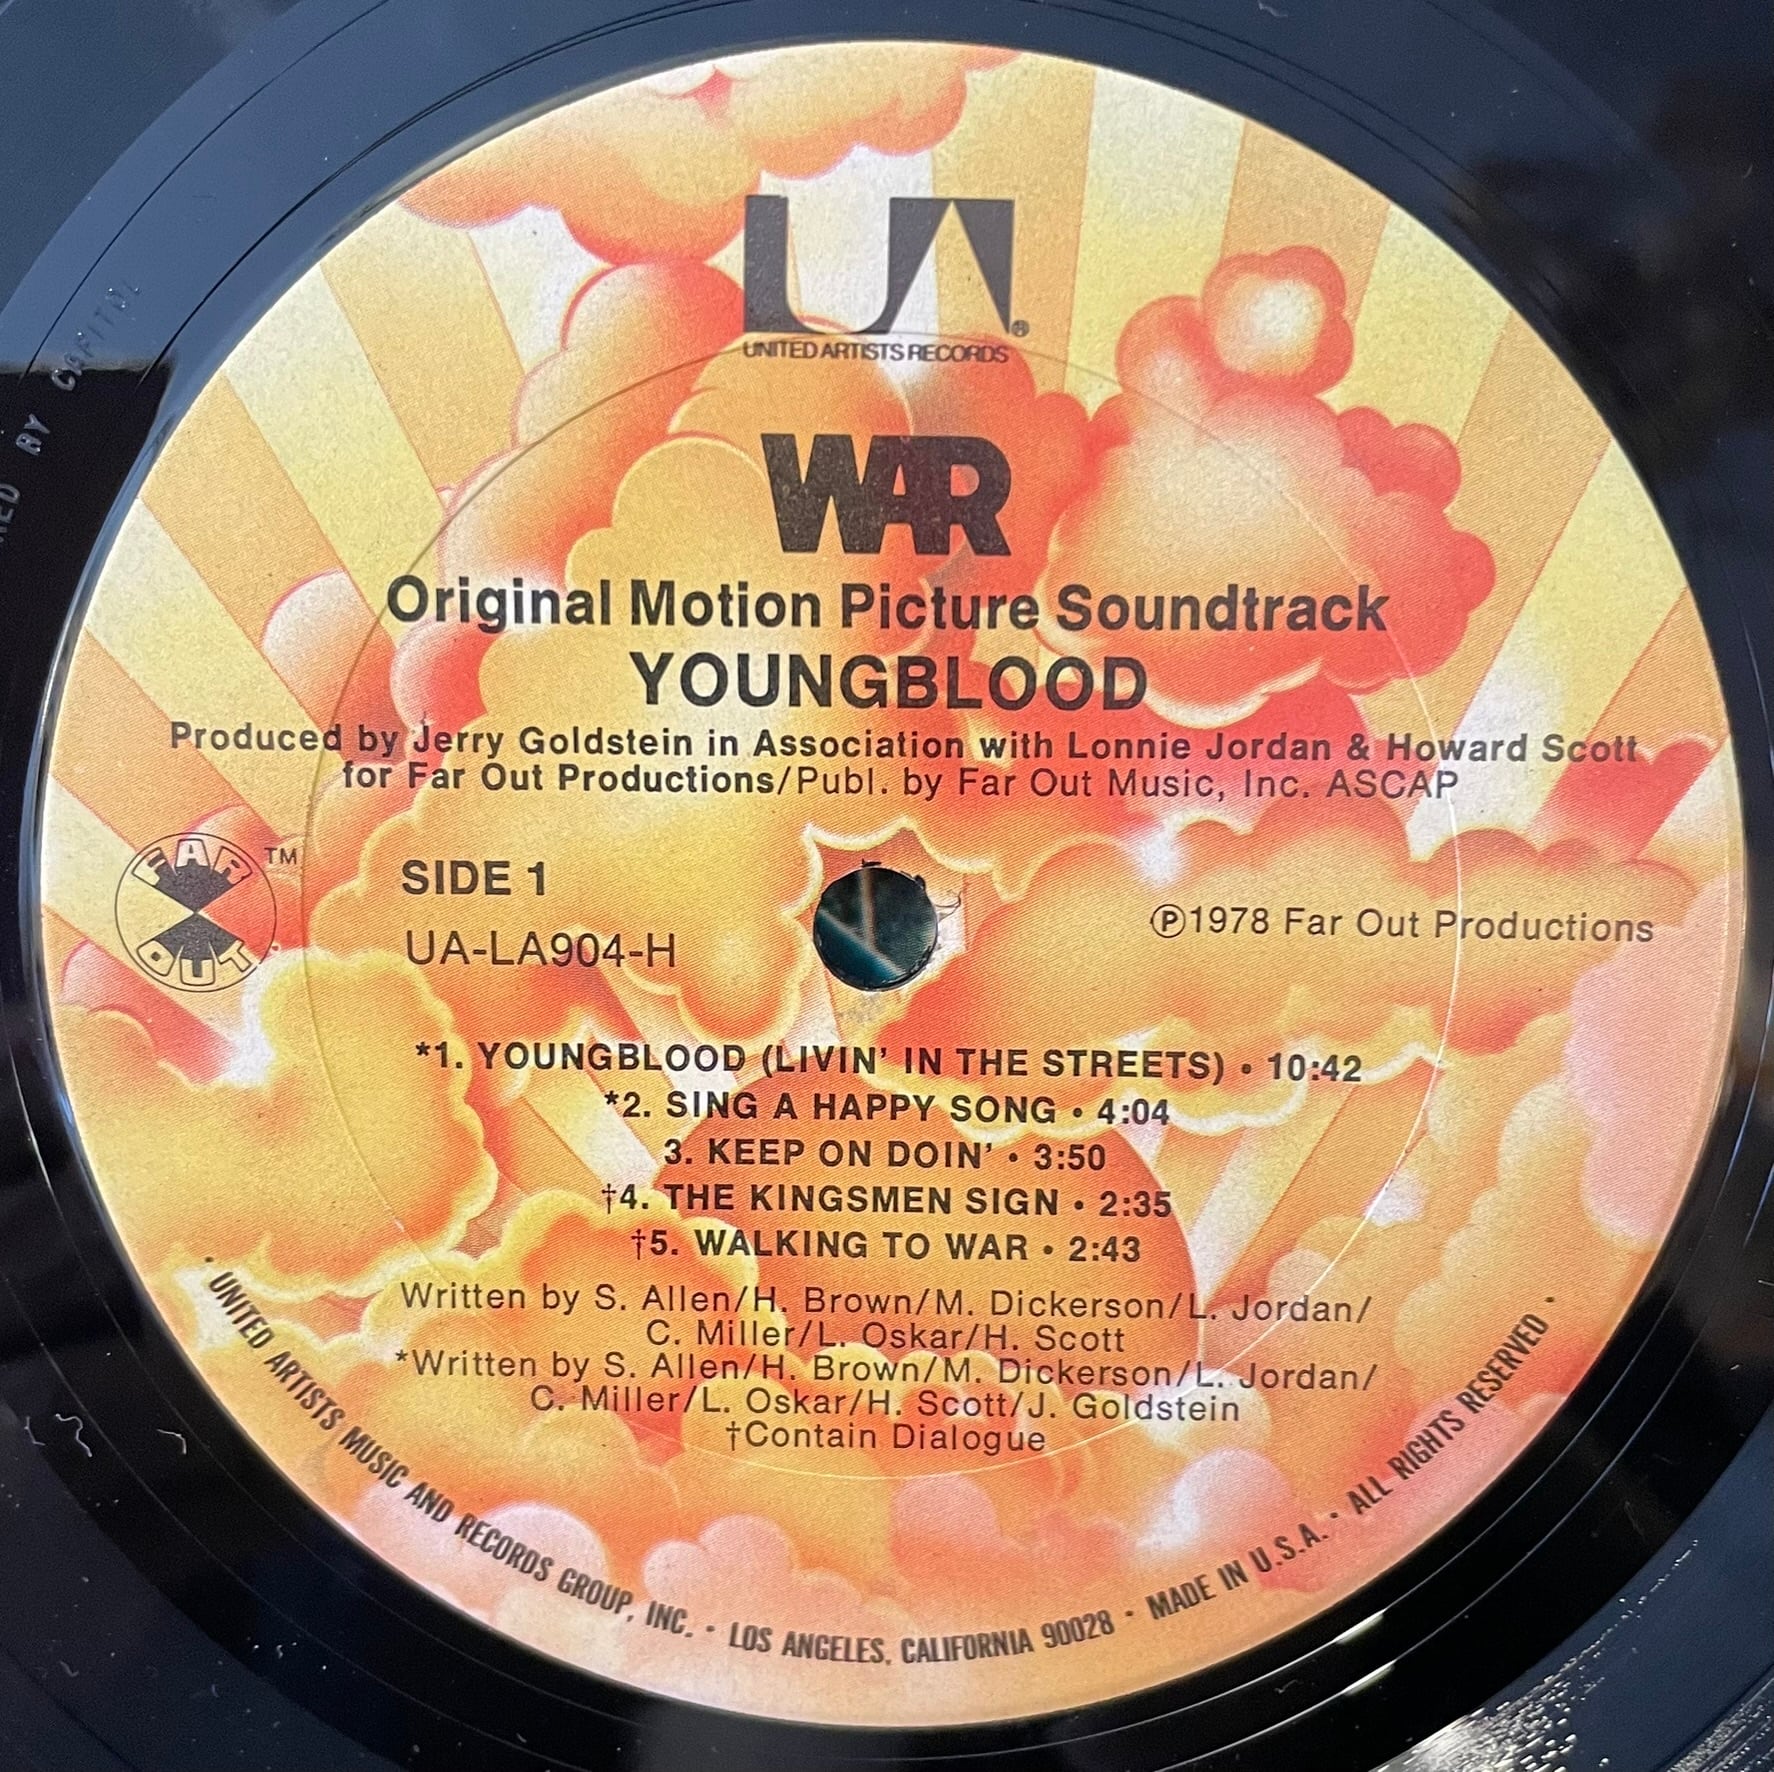 UA®
UNITED ARTISTS RECORDS
WAR
Original Motion Picture Soundtrack
YOUNGBLOOD
Produced by Jerry Goldstein in Association with Lonnie Jordan & Howard Scott
for Far Out Productions/Publ. by Far Out Music, Inc. ASCAP
FAR OUT TM
SIDE 1
UA-LA904-H
Ⓟ1978 Far Out Productions
*1. YOUNGBLOOD (LIVIN' IN THE STREETS) • 10:42
*2. SING A HAPPY SONG • 4:04
3. KEEP ON DOIN' • 3:50
†4. THE KINGSMEN SIGN • 2:35
†5. WALKING TO WAR • 2:43
Written by S. Allen/H. Brown/M. Dickerson/L. Jordan/
C. Miller/L. Oskar/H. Scott
*Written by S. Allen/H. Brown/M. Dickerson/L. Jordan/
C. Miller/L. Oskar/H. Scott/J. Goldstein
†Contain Dialogue
• UNITED ARTISTS MUSIC AND RECORDS GROUP, INC. • LOS ANGELES, CALIFORNIA 90028 • MADE IN U.S.A. • ALL RIGHTS RESERVED •
BY CAPITOL